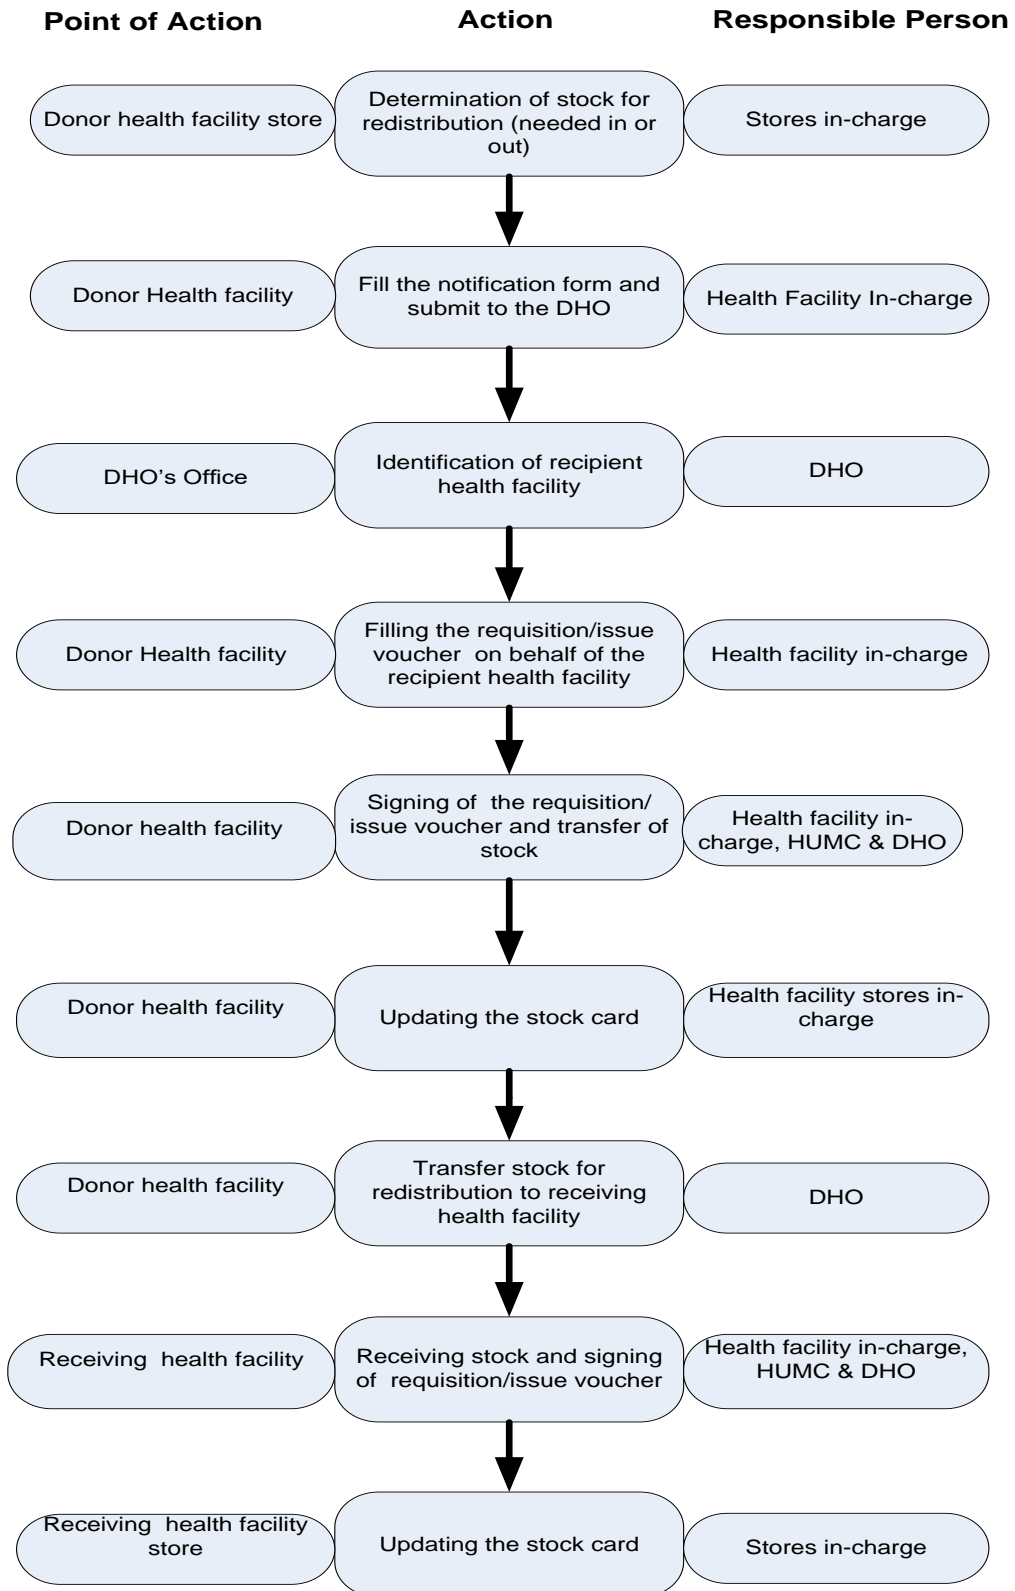 Point of Action
Action
Responsible Person
Donor health facility store
Determination of stock for
redistribution (needed in or
out)
Stores in-charge
Donor Health facility
Fill the notification form and
submit to the DHO
Health Facility In-charge
DHO’s Office
Identification of recipient
health facility
DHO
Donor Health facility
Filling the requisition/issue
voucher on behalf of the
recipient health facility
Health facility in-charge
Donor health facility
Signing of the requisition/
issue voucher and transfer of
stock
Health facility in-
charge, HUMC & DHO
Donor health facility
Updating the stock card
Health facility stores in-
charge
Donor health facility
Transfer stock for
redistribution to receiving
health facility
DHO
Receiving health facility
Receiving stock and signing
of requisition/issue voucher
Health facility in-charge,
HUMC & DHO
Receiving health facility
store
Updating the stock card
Stores in-charge